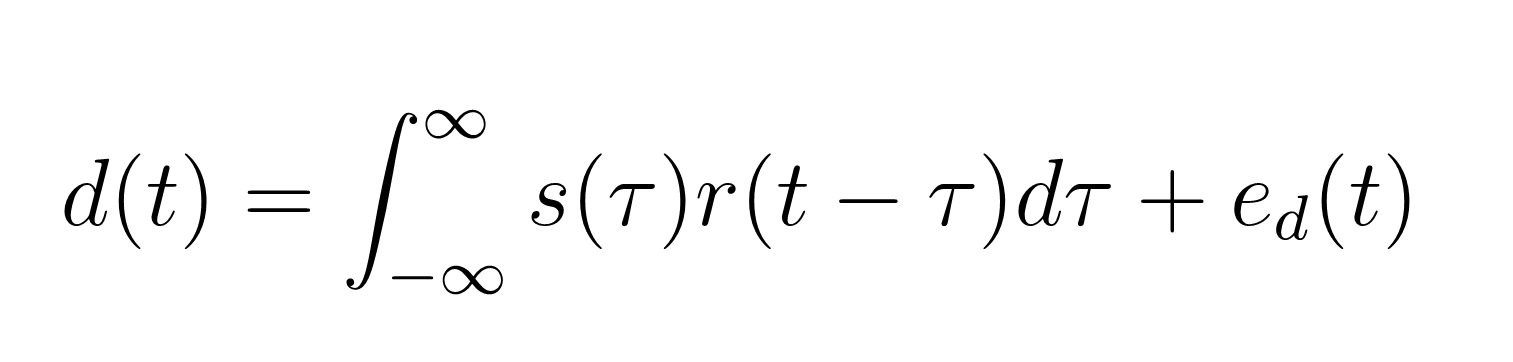 d(t) = ∫_{-∞}^{∞} s(τ)r(t − τ)dτ + e_d(t)